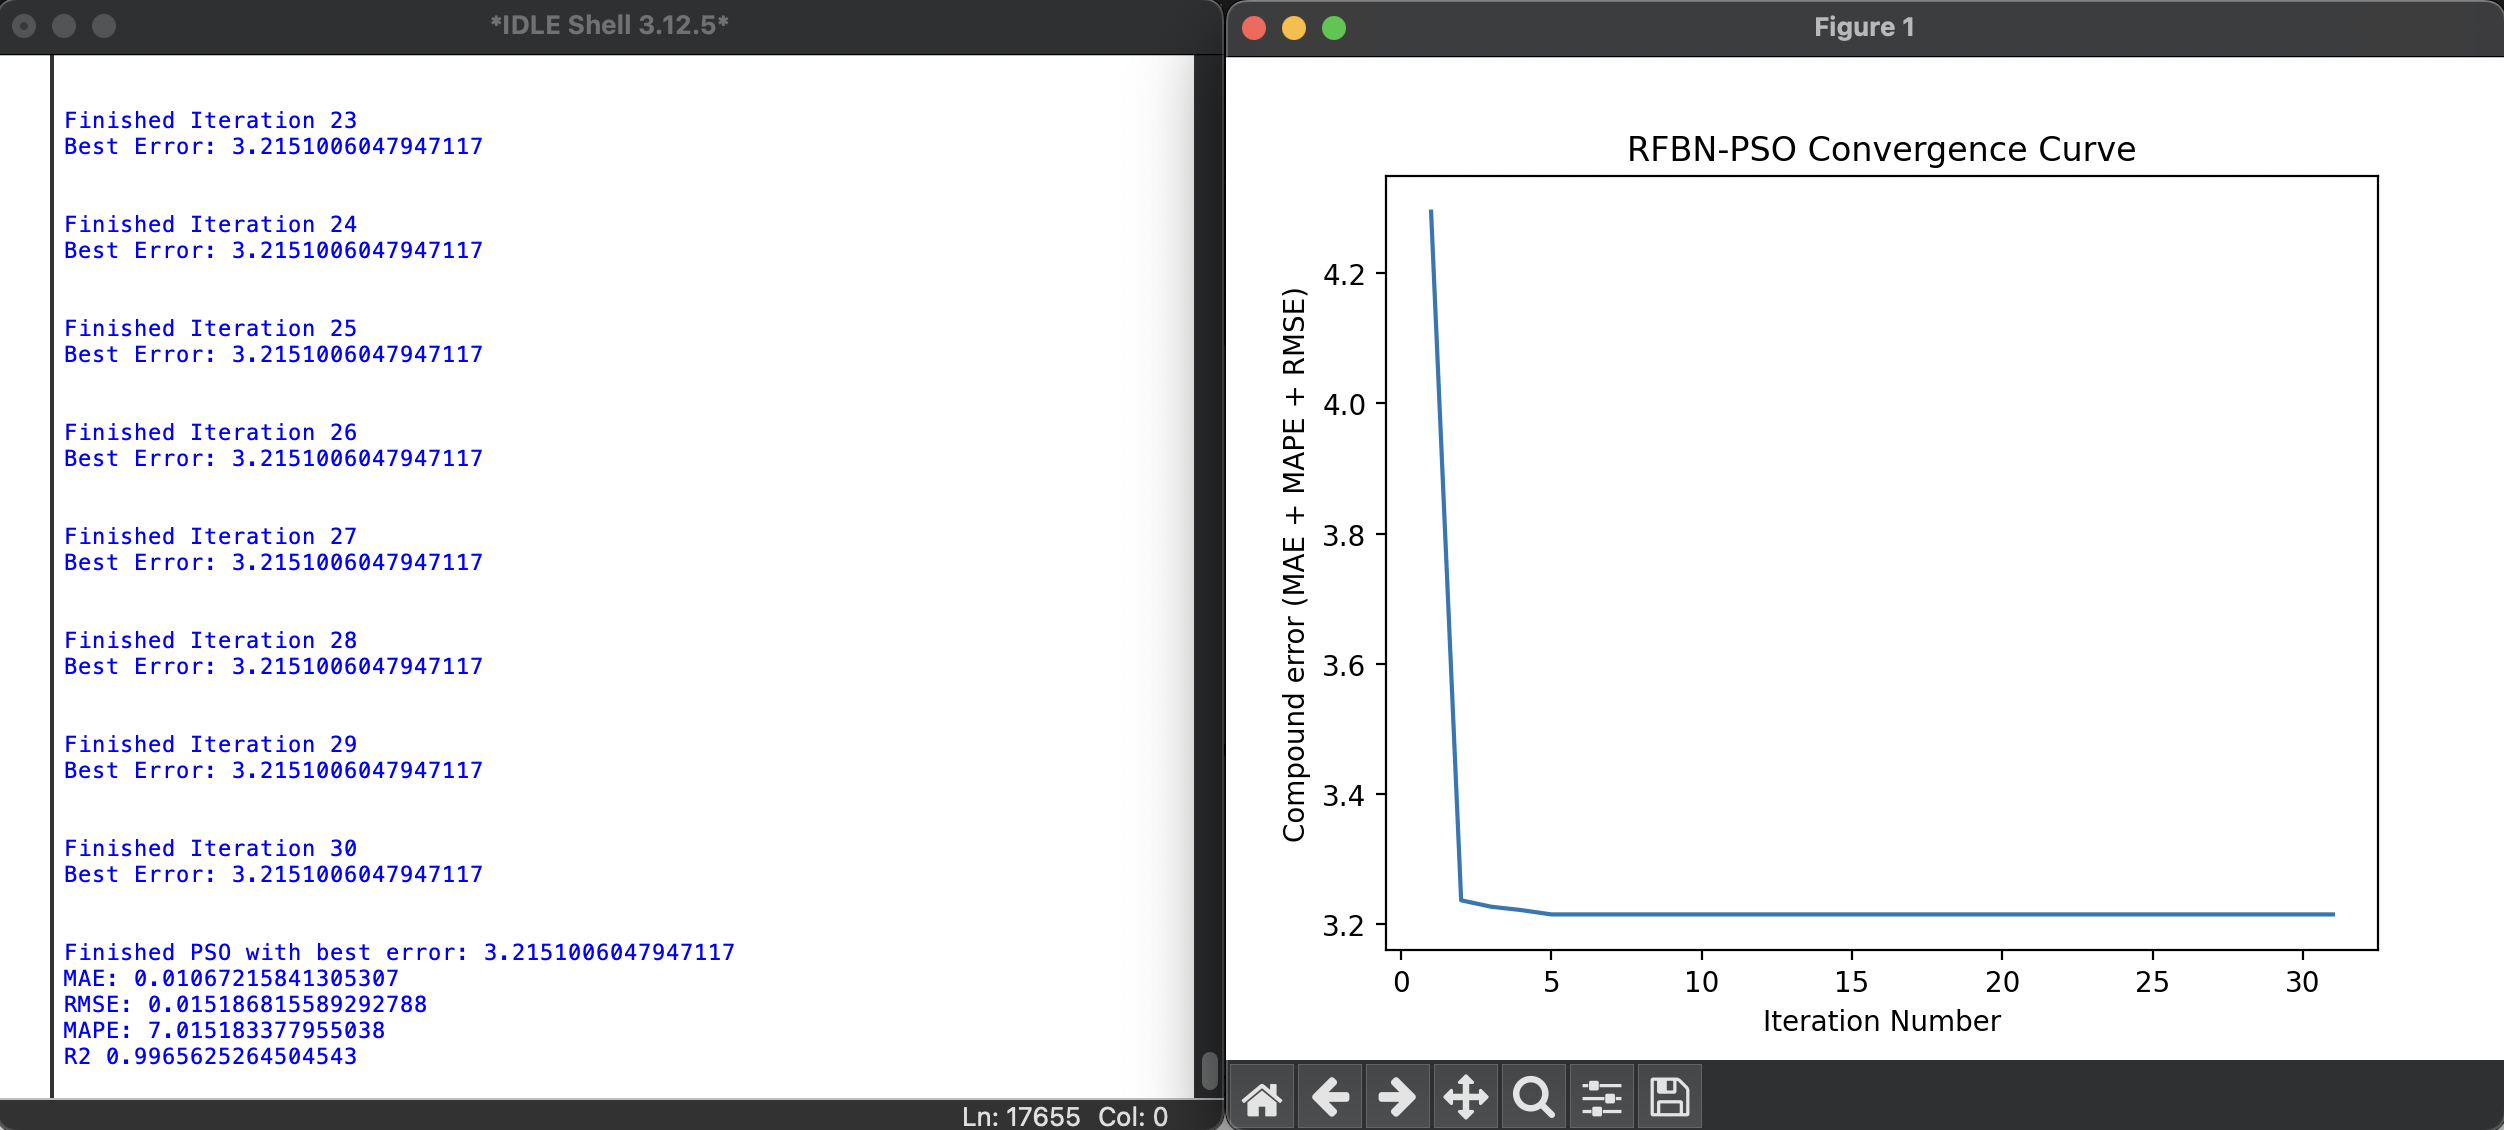 *IDLE Shell 3.12.5*
Finished Iteration 23
Best Error: 3.2151006047947117
Finished Iteration 24
Best Error: 3.2151006047947117
Finished Iteration 25
Best Error: 3.2151006047947117
Finished Iteration 26
Best Error: 3.2151006047947117
Finished Iteration 27
Best Error: 3.2151006047947117
Finished Iteration 28
Best Error: 3.2151006047947117
Finished Iteration 29
Best Error: 3.2151006047947117
Finished Iteration 30
Best Error: 3.2151006047947117
Finished PSO with best error: 3.2151006047947117
MAE: 0.01067215841305307
RMSE: 0.015186815589292788
MAPE: 7.015183377955038
R2 0.9965625264504543
Ln: 17655 Col: 0
Figure 1
RFBN-PSO Convergence Curve
Compound error (MAE + MAPE + RMSE)
4.2
4.0
3.8
3.6
3.4
3.2
0 5 10 15 20 25 30
Iteration Number